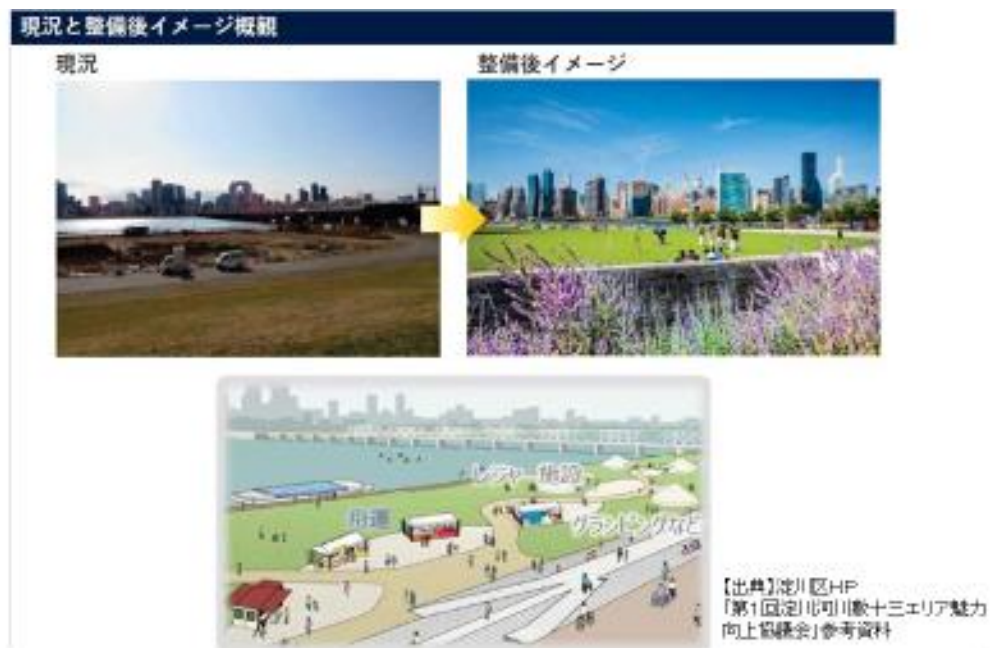 現況と整備後イメージ概観
現況
整備後イメージ
レジャー施設
舟運
グランピングなど
【出典】淀川区HP
「第1回淀川河川敷十三エリア魅力
向上協議会」参考資料